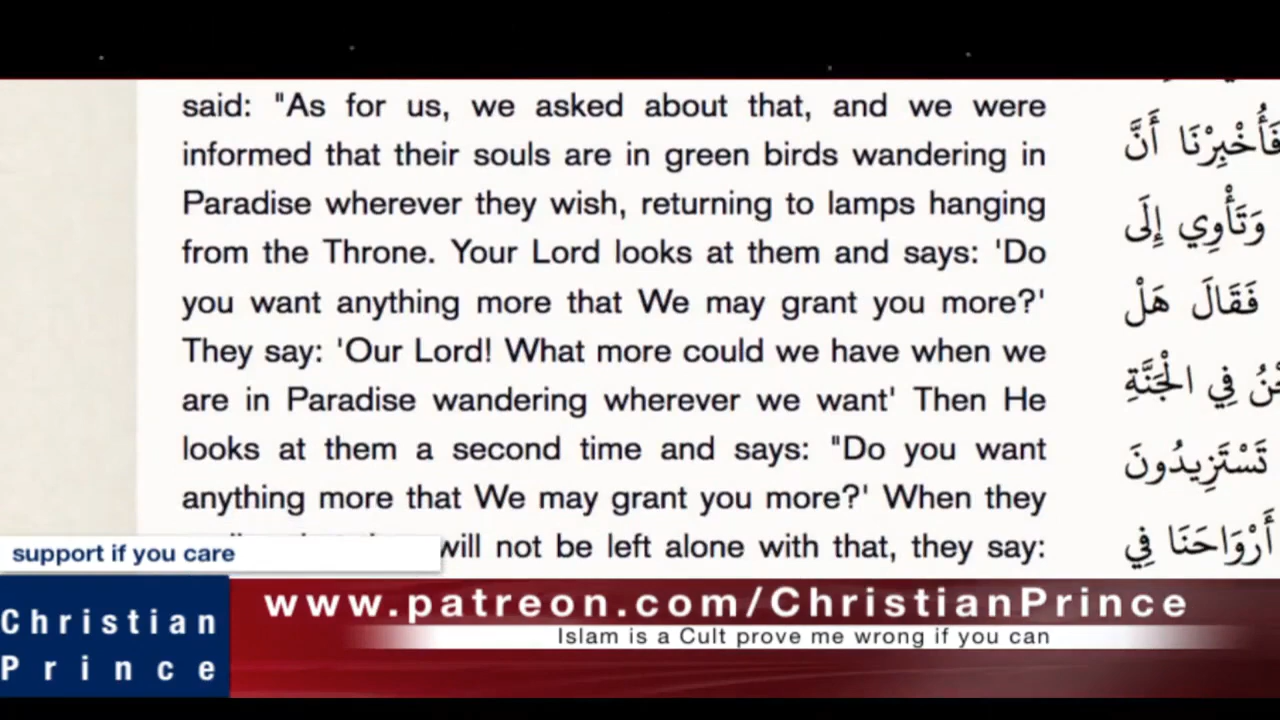 said: "As for us, we asked about that, and we were
informed that their souls are in green birds wandering in
Paradise wherever they wish, returning to lamps hanging
from the Throne. Your Lord looks at them and says: 'Do
you want anything more that We may grant you more?'
They say: 'Our Lord! What more could we have when we
are in Paradise wandering wherever we want' Then He
looks at them a second time and says: "Do you want
anything more that We may grant you more?' When they
will not be left alone with that, they say:
فَأُخْبِرْنَا أَنَّ
وَتَأْوِي إِلَى
فَقَالَ هَلْ
فِي الْجَنَّةِ
تَسْتَزِيدُونَ
أَرْوَاحَنَا فِي
support if you care
Christian
Prince
www.patreon.com/ChristianPrince
Islam is a Cult prove me wrong if you can